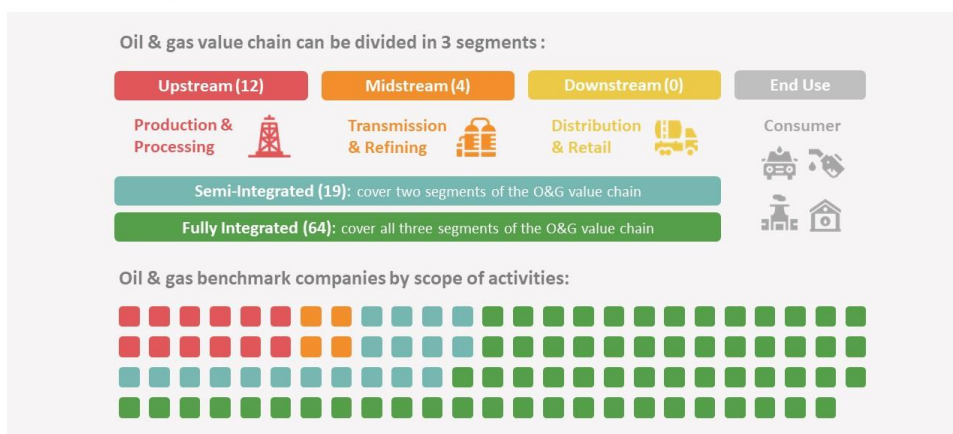 Oil & gas value chain can be divided in 3 segments :
Upstream (12)
Midstream (4)
Downstream (0)
End Use
Production &
Processing
Transmission
& Refining
Distribution
& Retail
Consumer
Semi-Integrated (19): cover two segments of the O&G value chain
Fully Integrated (64): cover all three segments of the O&G value chain
Oil & gas benchmark companies by scope of activities: